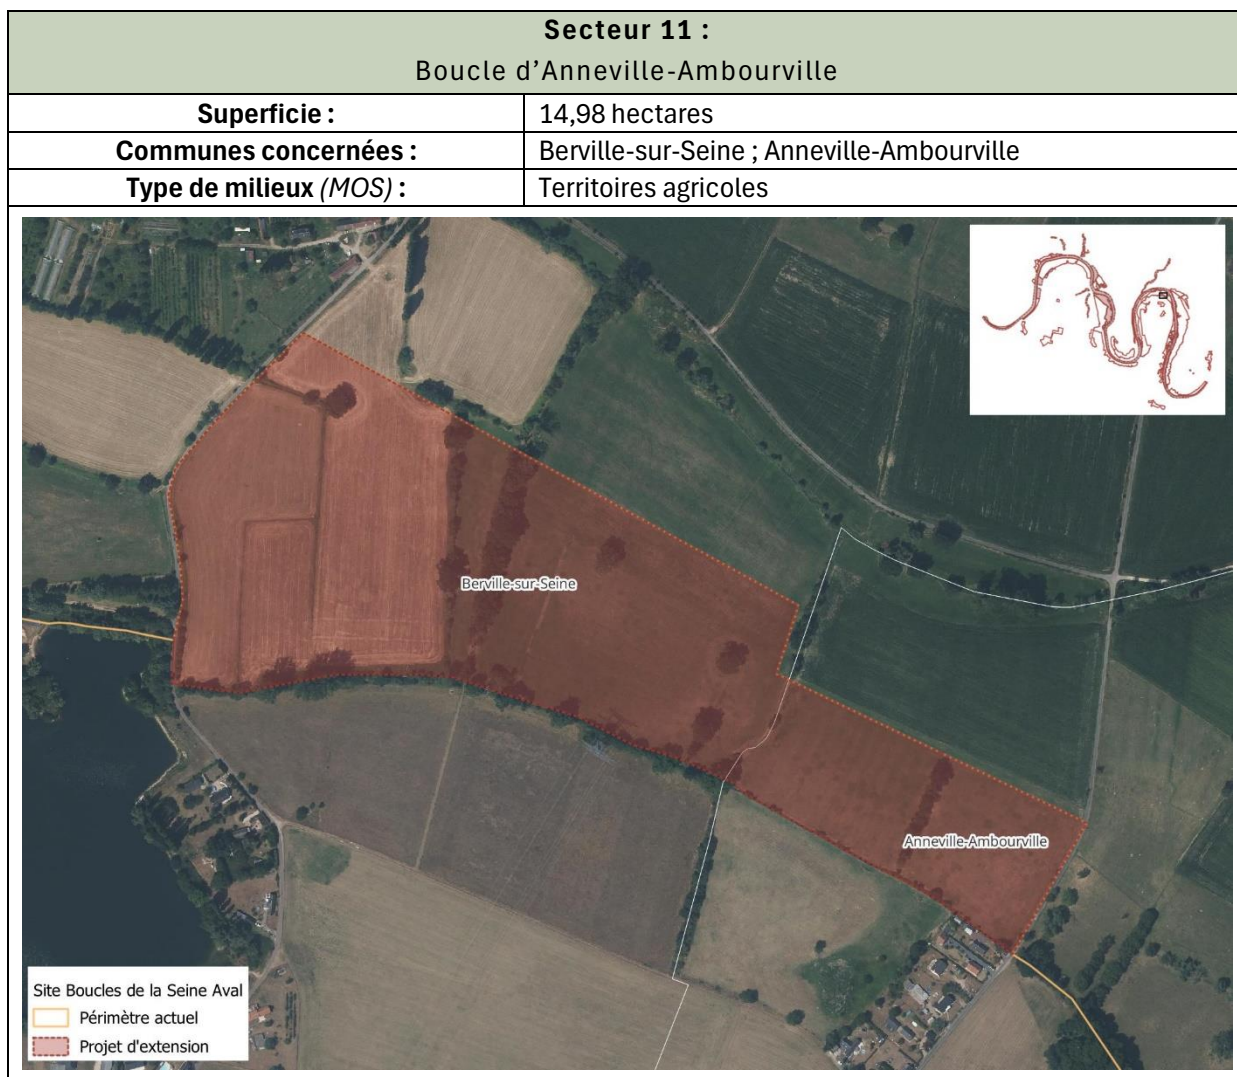 Secteur 11 :
Boucle d’Anneville-Ambourville
Superficie : 14,98 hectares
Communes concernées : Berville-sur-Seine ; Anneville-Ambourville
Type de milieux (MOS) : Territoires agricoles
Berville-sur-Seine
Anneville-Ambourville
Site Boucles de la Seine Aval
Périmètre actuel
Projet d'extension